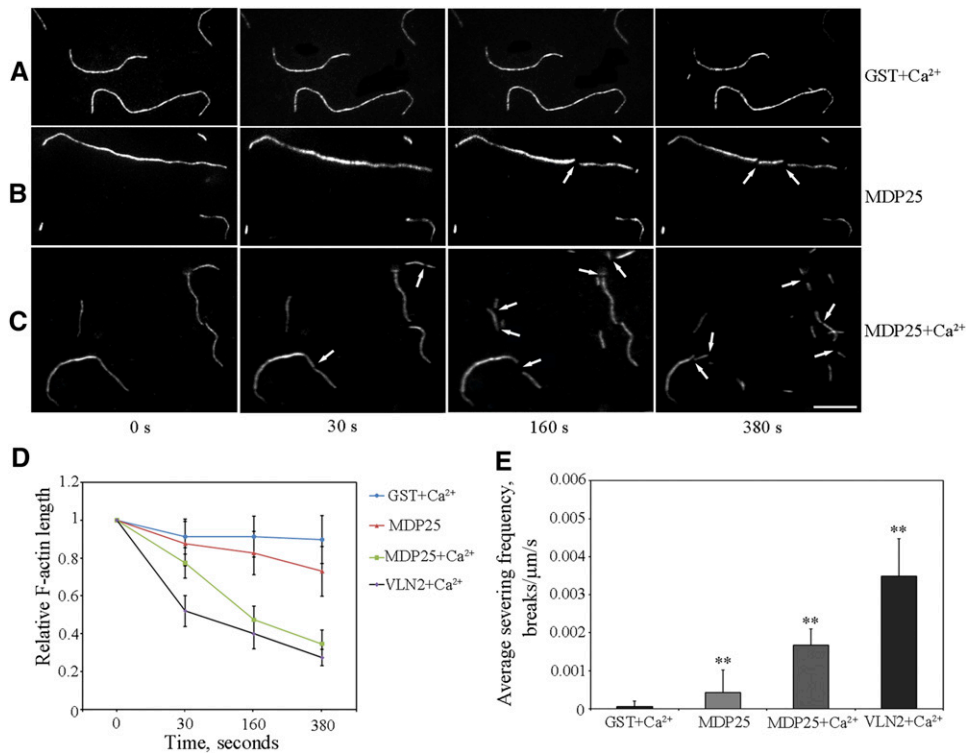 A
GST+Ca²⁺
B
MDP25
C
MDP25+Ca²⁺
0 s
30 s
160 s
380 s
D
Relative F-actin length
1.2
1
0.8
0.6
0.4
0.2
0
30
160
380
Time, seconds
GST+Ca²⁺
MDP25
MDP25+Ca²⁺
VLN2+Ca²⁺
E
Average severing frequency,
breaks/μm/s
0.006
0.005
0.004
0.003
0.002
0.001
0
**
**
**
GST+Ca²⁺
MDP25
MDP25+Ca²⁺
VLN2+Ca²⁺